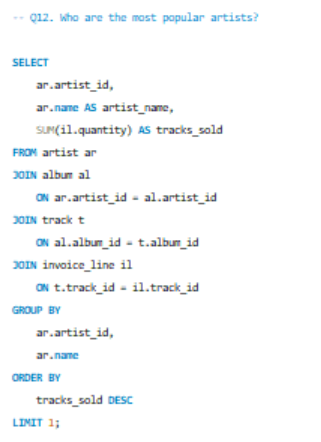 -- Q12. Who are the most popular artists?
SELECT
ar.artist_id,
ar.name AS artist_name,
SUM(il.quantity) AS tracks_sold
FROM artist ar
JOIN album al
ON ar.artist_id = al.artist_id
JOIN track t
ON al.album_id = t.album_id
JOIN invoice_line il
ON t.track_id = il.track_id
GROUP BY
ar.artist_id,
ar.name
ORDER BY
tracks_sold DESC
LIMIT 1;